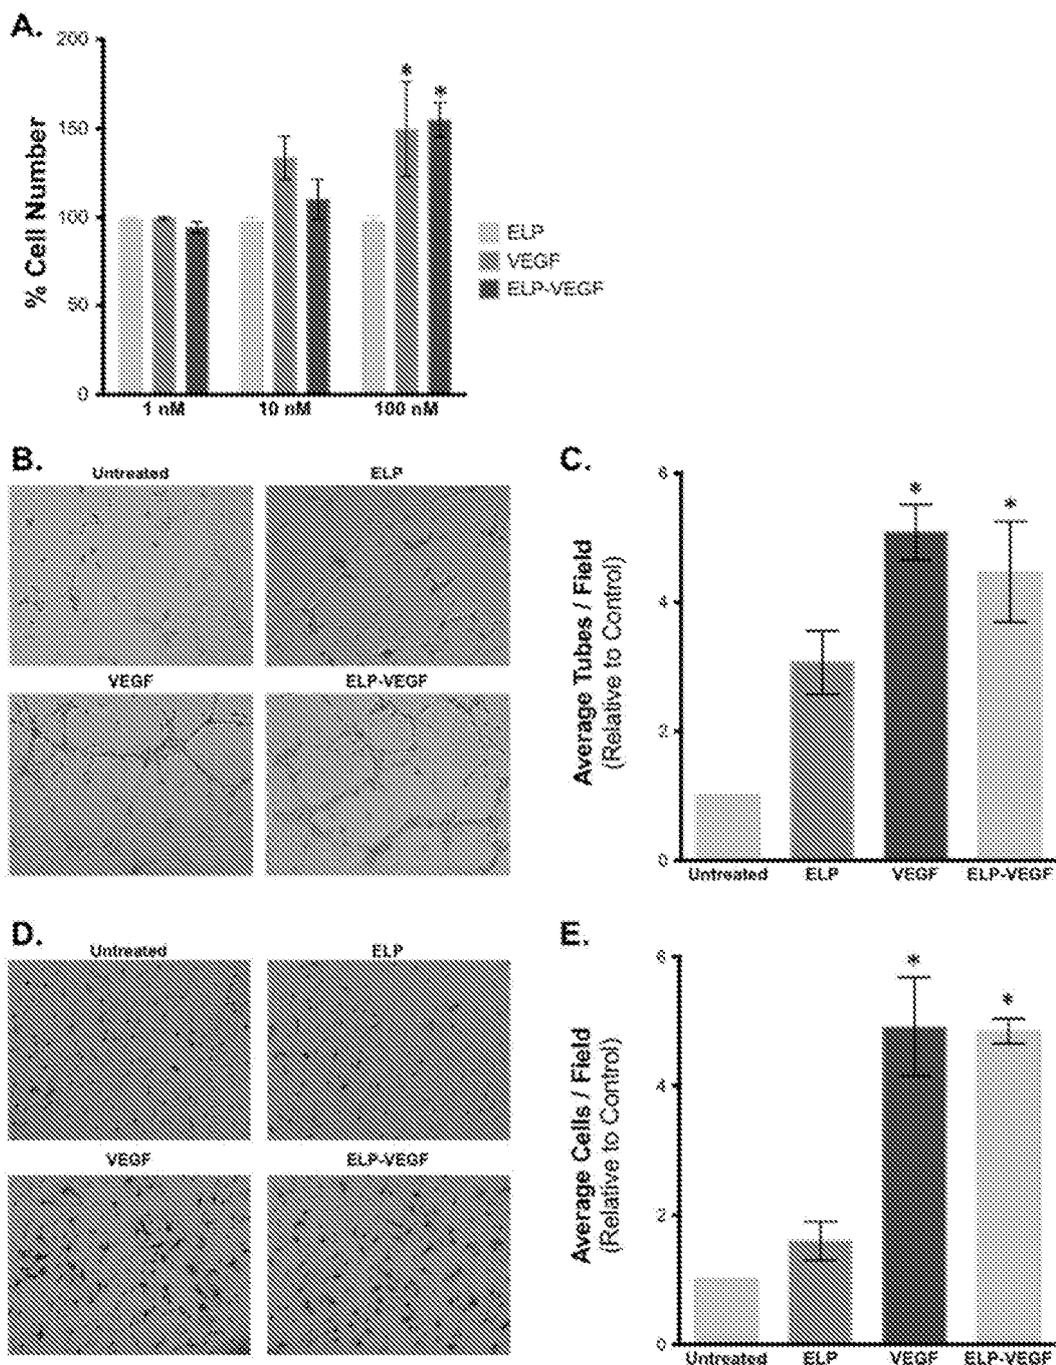 A.
200
150
100
50
0
% Cell Number
*
*
1 nM 10 nM 100 nM
ELP
VEGF
ELP-VEGF
B.
Untreated ELP
VEGF ELP-VEGF
C.
6
4
2
0
Average Tubes / Field
(Relative to Control)
*
*
Untreated ELP VEGF ELP-VEGF
D.
Untreated ELP
VEGF ELP-VEGF
E.
6
4
2
0
Average Cells / Field
(Relative to Control)
*
*
Untreated ELP VEGF ELP-VEGF